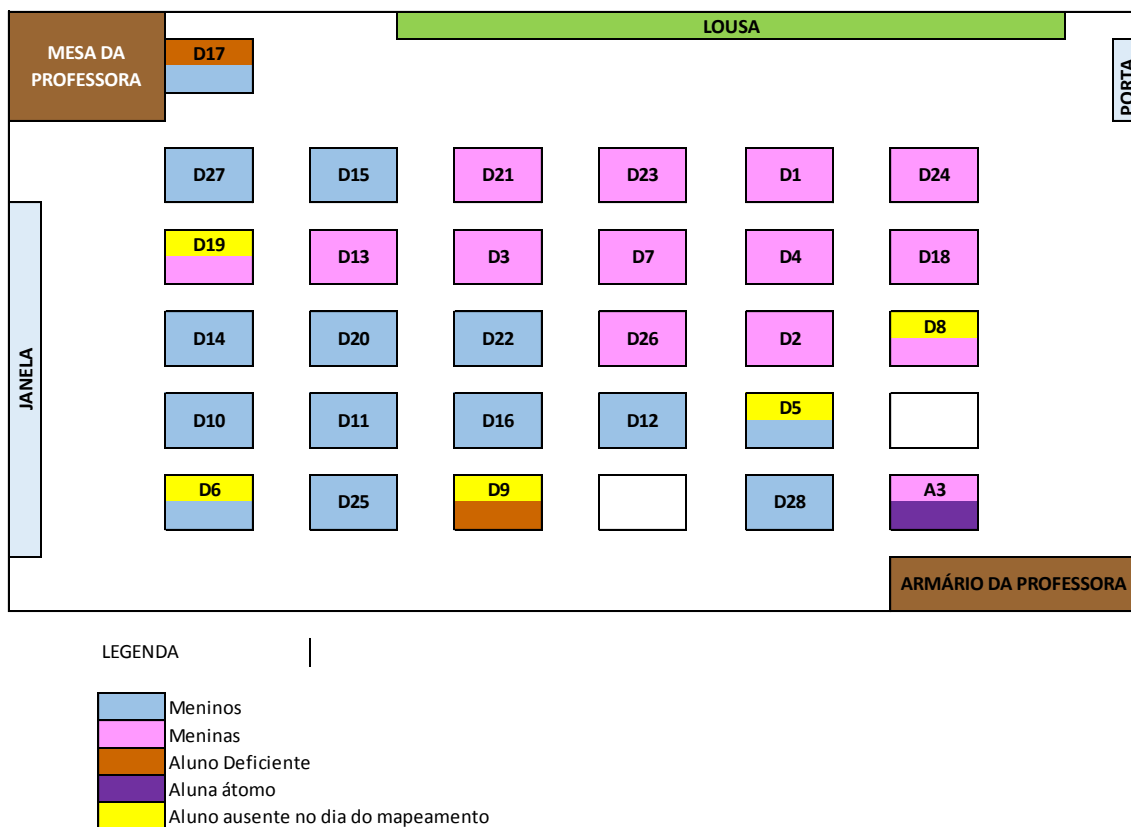 LOUSA
MESA DA
PROFESSORA
D17
PORTA
D27 D15 D21 D23 D1 D24
D19 D13 D3 D7 D4 D18
JANELA
D14 D20 D22 D26 D2 D8
D10 D11 D16 D12 D5
D6 D25 D9 D28 A3
ARMÁRIO DA PROFESSORA
LEGENDA
Meninos
Meninas
Aluno Deficiente
Aluna átomo
Aluno ausente no dia do mapeamento